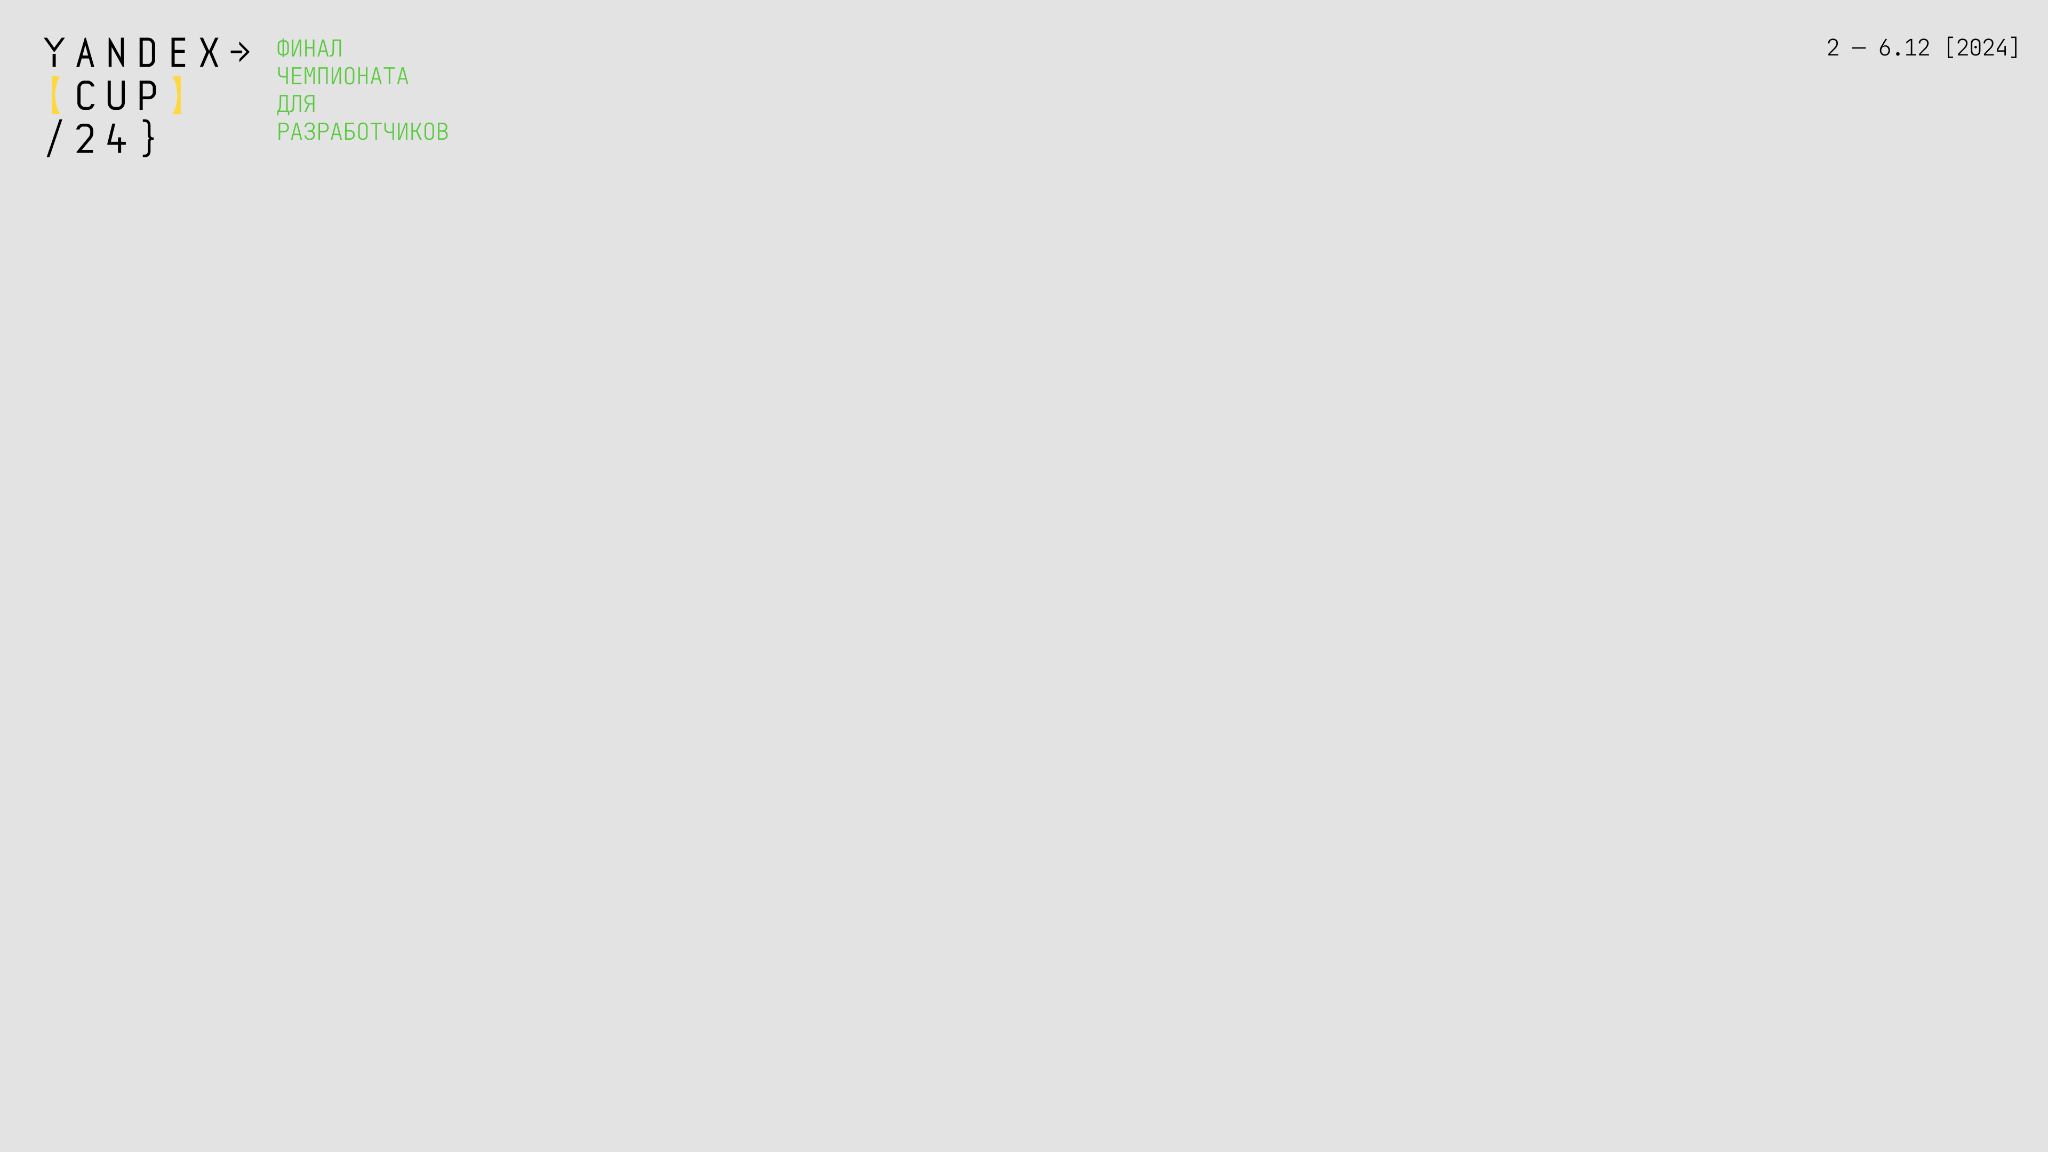 YANDEX→
【CUP】
/24}
ФИНАЛ
ЧЕМПИОНАТА
ДЛЯ
РАЗРАБОТЧИКОВ
2 — 6.12 [2024]